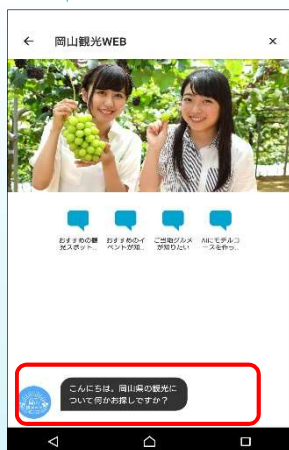 岡山観光WEB
おすすめの観
光スポット...
おすすめのイ
ベントが知...
ご当地グルメ
が知りたい
AIにモデルコ
ースを作っ...
こんにちは。岡山県の観光に
ついて何かお探しですか？